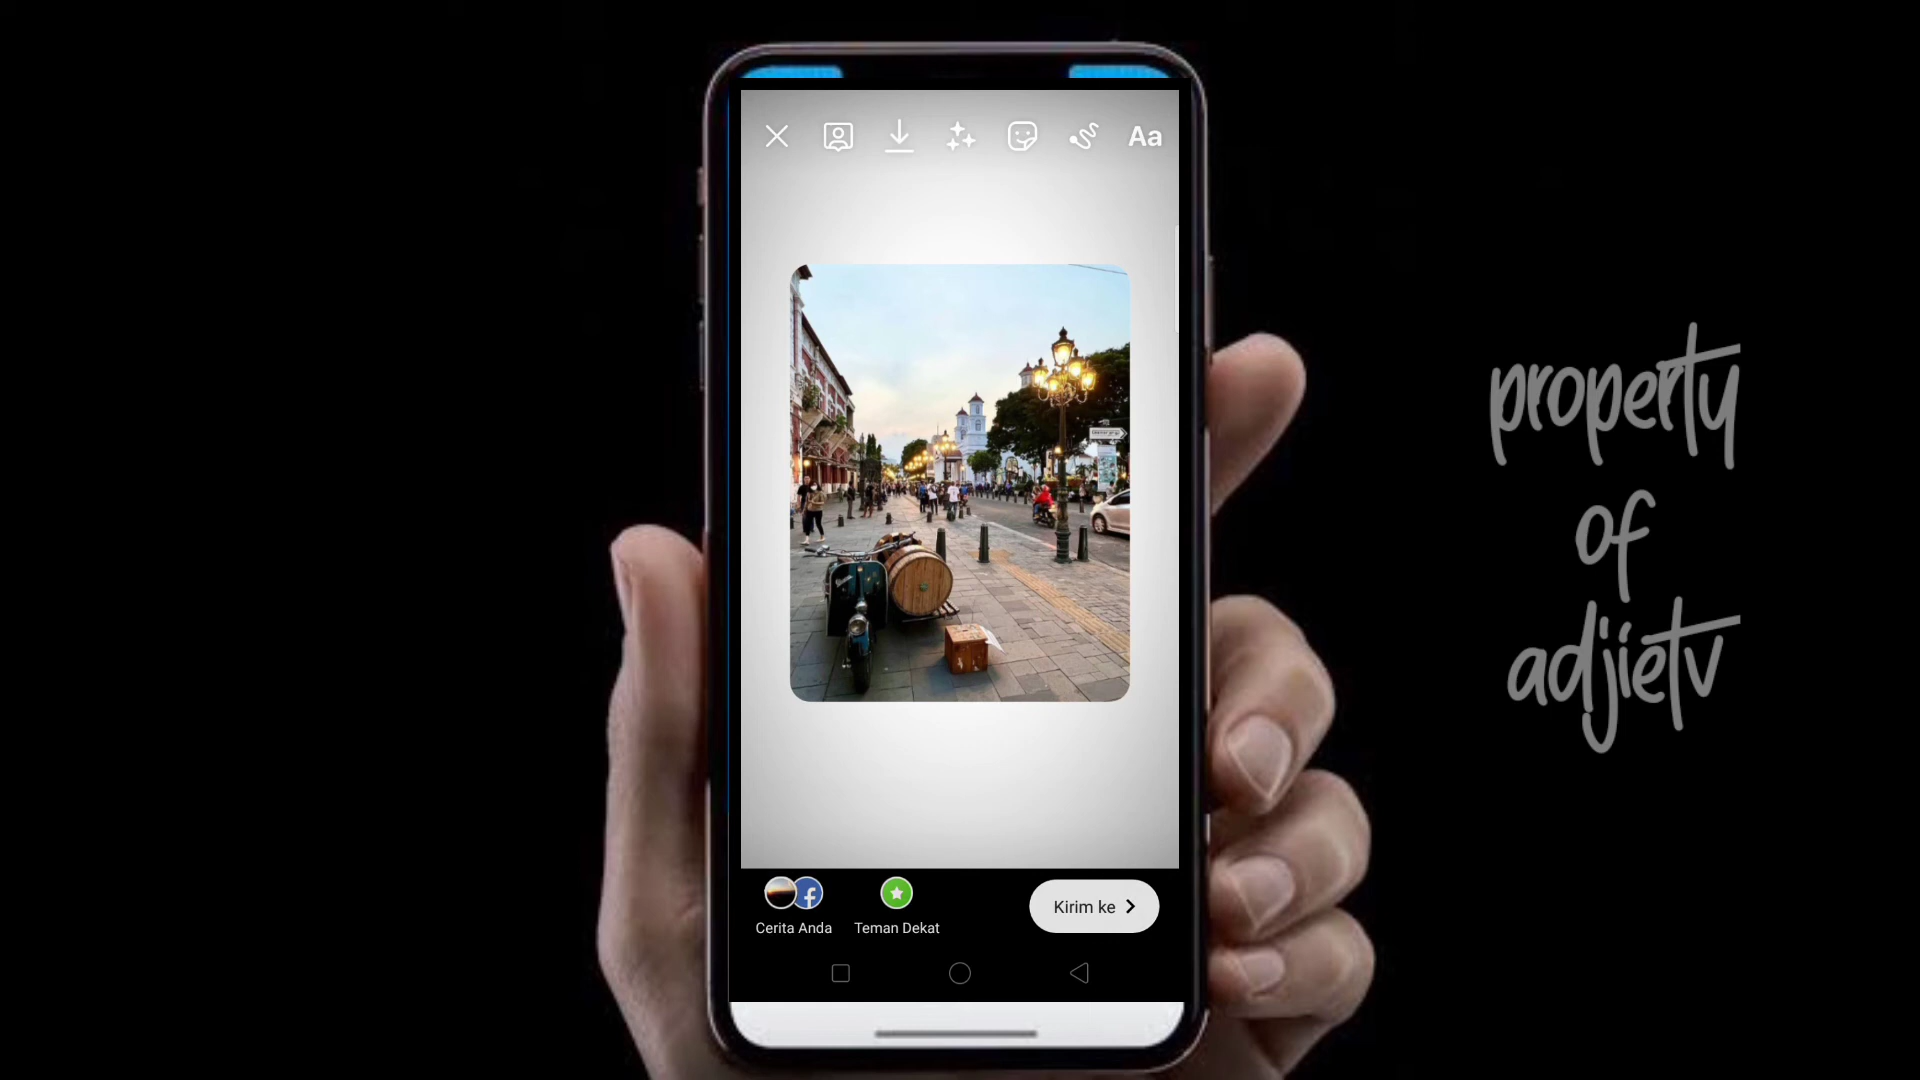 Aa
Cerita Anda
Teman Dekat
Kirim ke
property
of
adjietv